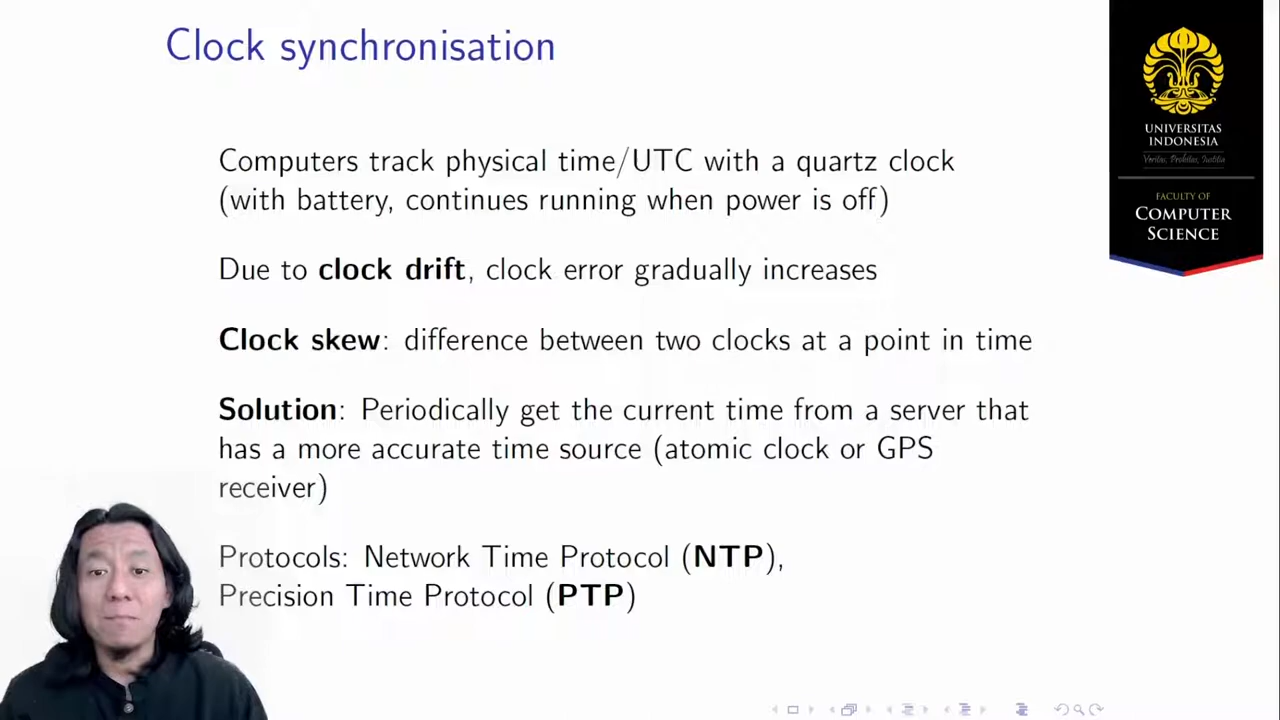 Clock synchronisation
Computers track physical time/UTC with a quartz clock
(with battery, continues running when power is off)
Due to clock drift, clock error gradually increases
Clock skew: difference between two clocks at a point in time
Solution: Periodically get the current time from a server that
has a more accurate time source (atomic clock or GPS
receiver)
Protocols: Network Time Protocol (NTP),
Precision Time Protocol (PTP)
UNIVERSITAS
INDONESIA
Veritas, Probitas, Iustitia
FACULTY OF
COMPUTER
SCIENCE